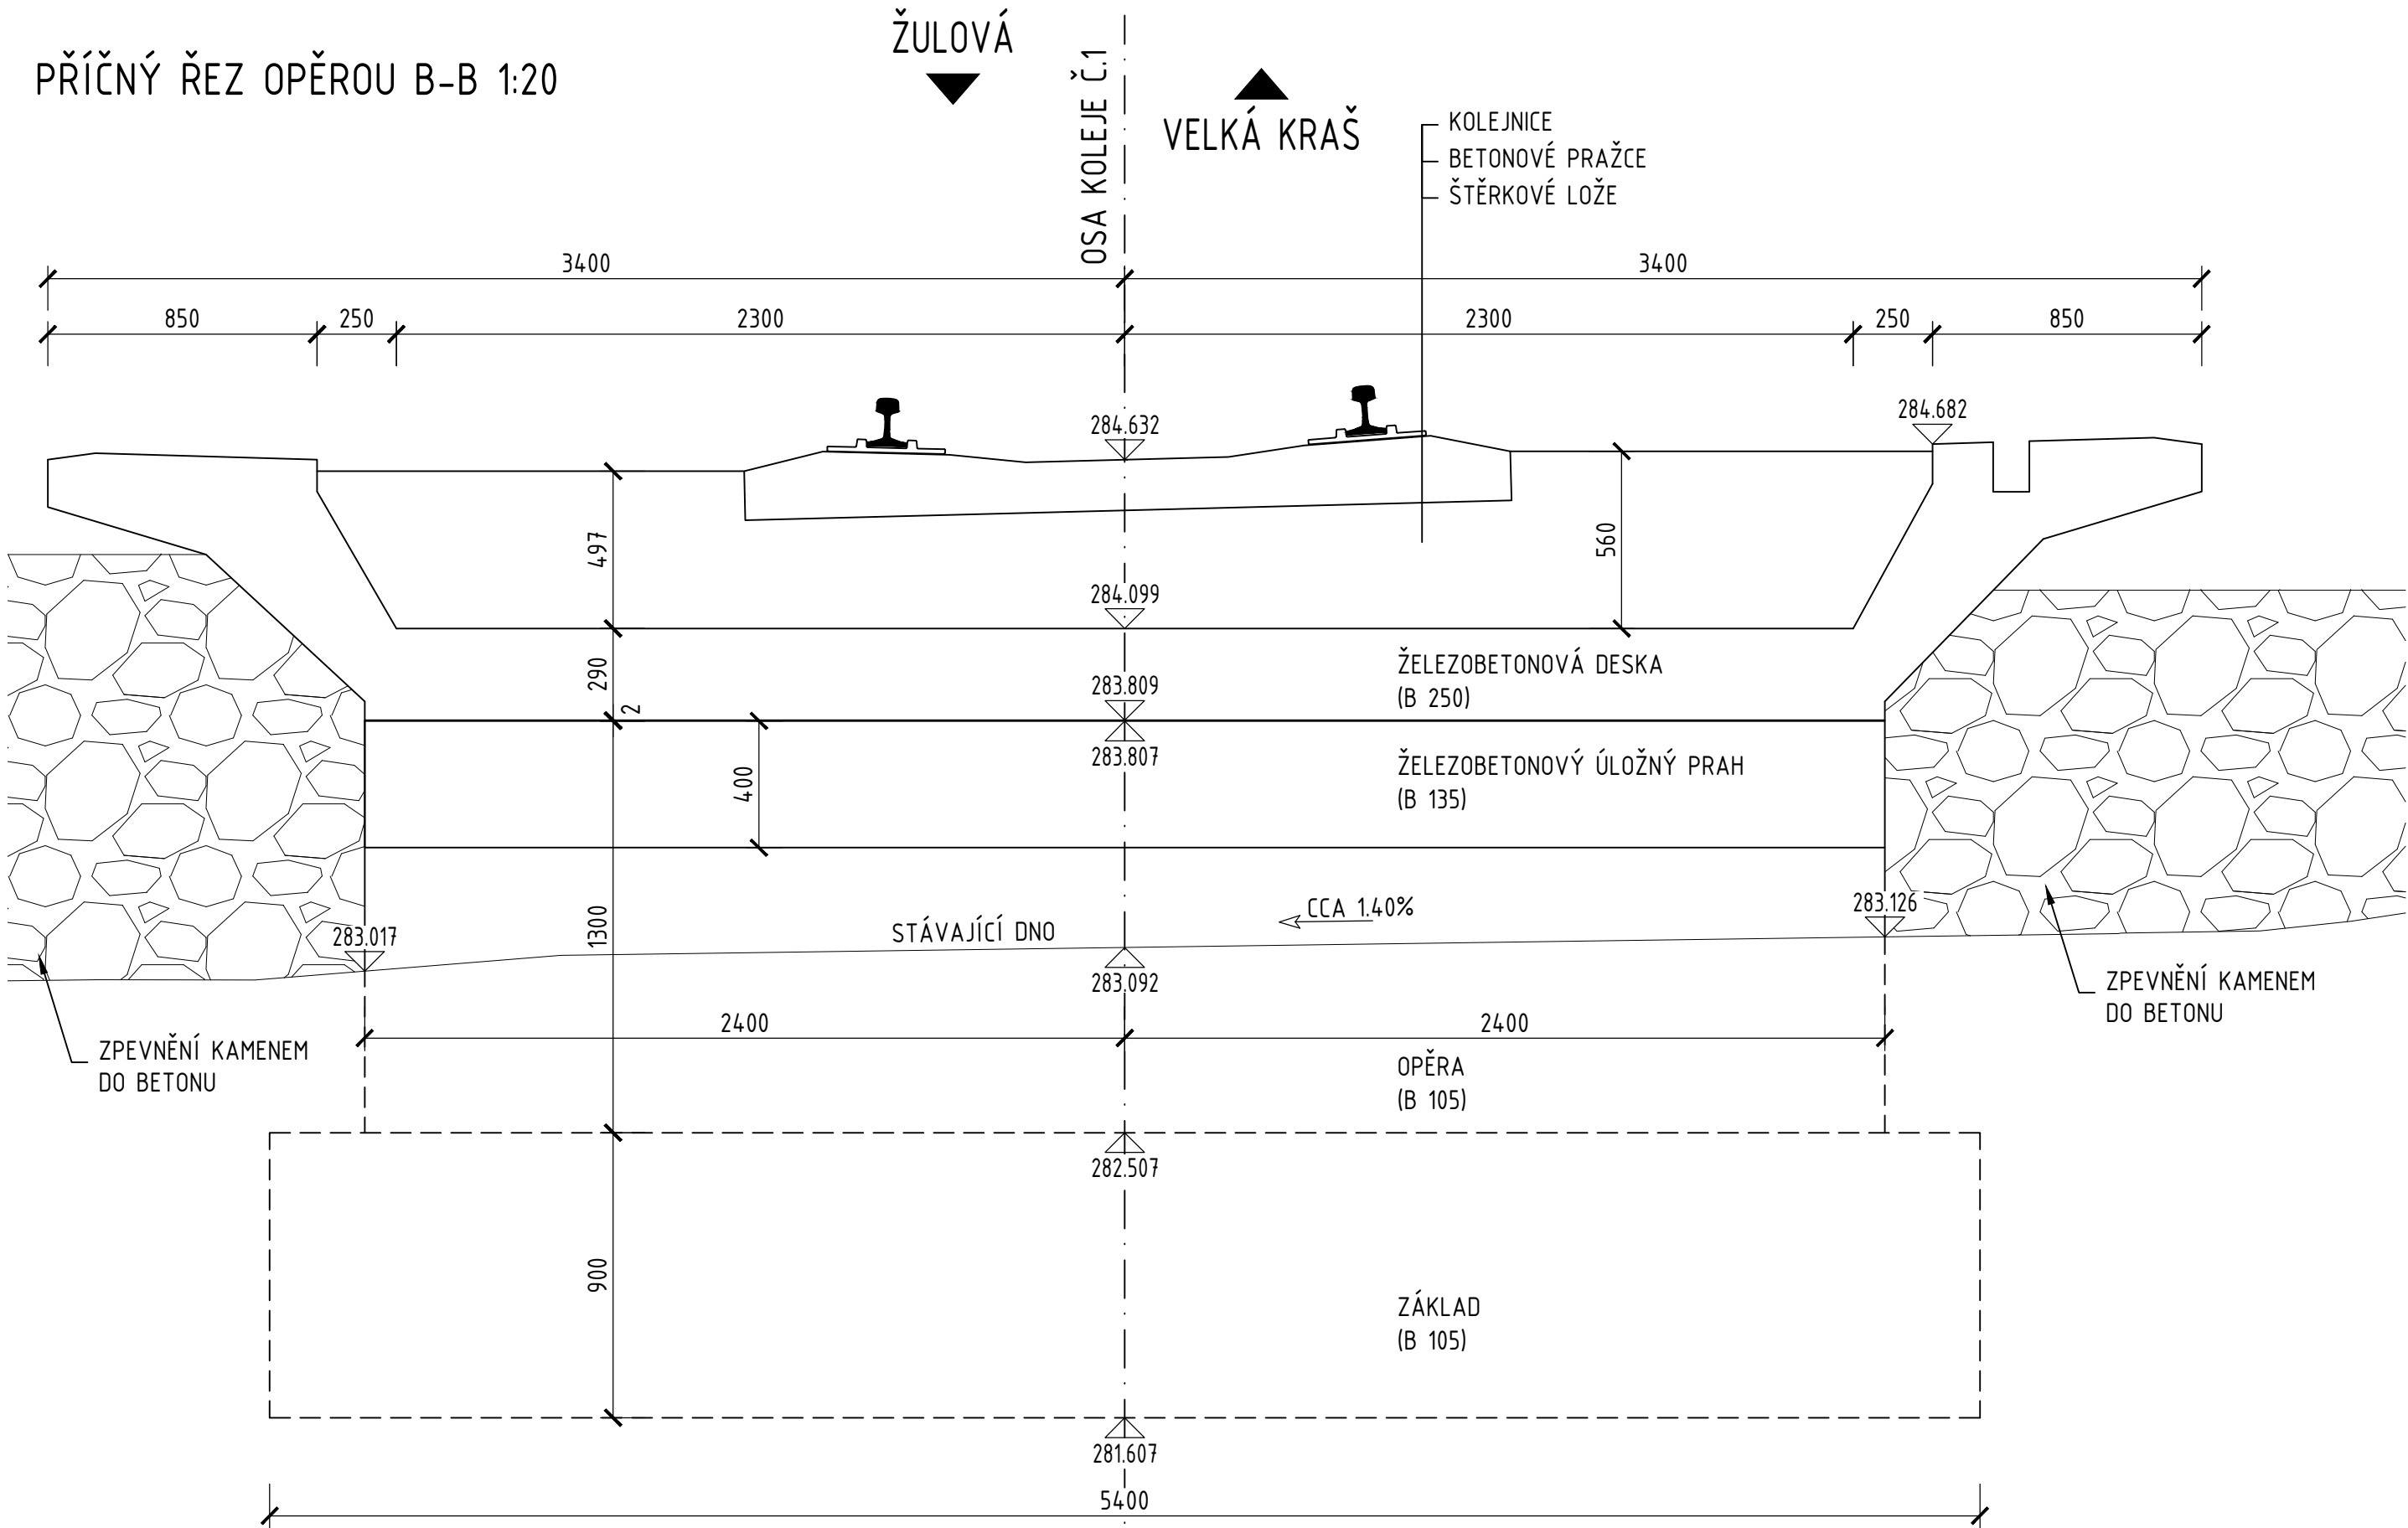 ŽULOVÁ
PŘÍČNÝ ŘEZ OPĚROU B-B 1:20
OSA KOLEJE Č.1
VELKÁ KRAŠ
KOLEJNICE
BETONOVÉ PRAŽCE
ŠTĚRKOVÉ LOŽE
3400
3400
850
250
2300
2300
250
850
284.632
284.682
497
560
284.099
290
2
283.809
ŽELEZOBETONOVÁ DESKA
(B 250)
283.807
400
ŽELEZOBETONOVÝ ÚLOŽNÝ PRAH
(B 135)
1300
283.017
STÁVAJÍCÍ DNO
CCA 1.40%
283.126
283.092
ZPEVNĚNÍ KAMENEM
DO BETONU
ZPEVNĚNÍ KAMENEM
DO BETONU
2400
2400
OPĚRA
(B 105)
282.507
900
ZÁKLAD
(B 105)
281.607
5400